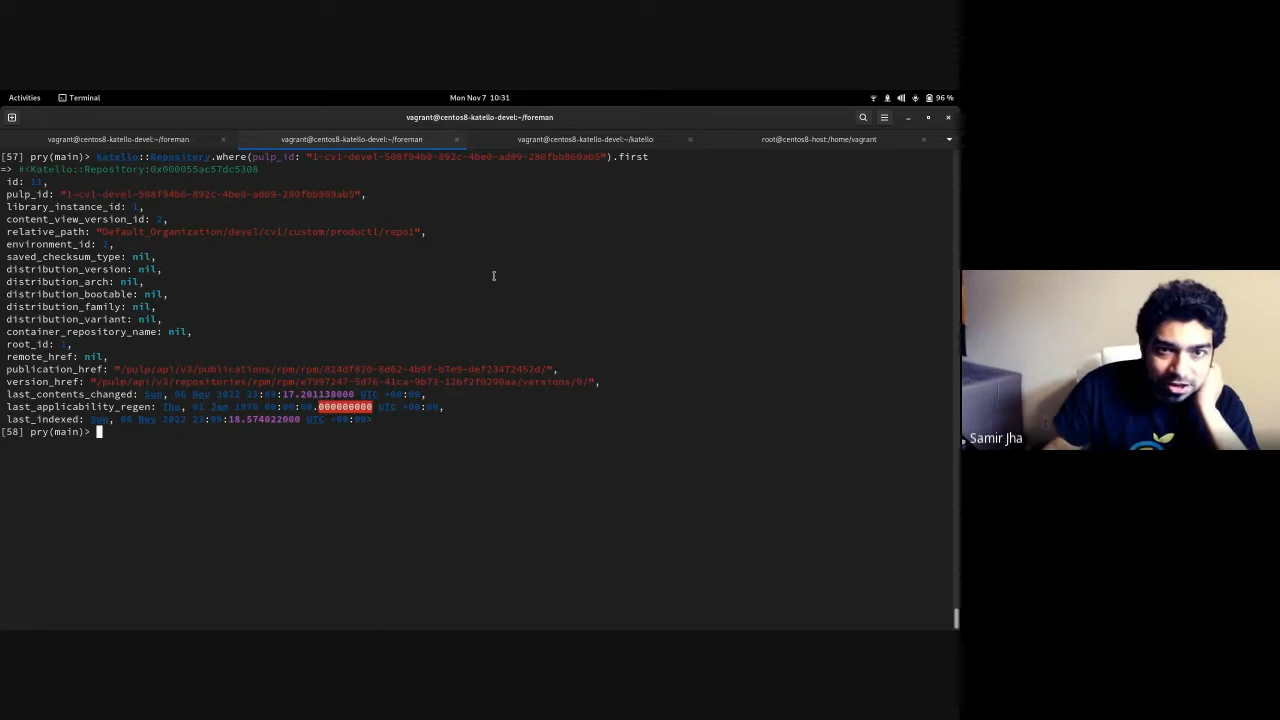 Activities
Terminal
Mon Nov 7 10:31
96 %
vagrant@centos8-katello-devel:~/foreman
vagrant@centos8-katello-devel:~/foreman
vagrant@centos8-katello-devel:~/foreman
vagrant@centos8-katello-devel:~/katello
root@centos8-host:/home/vagrant
[57] pry(main)> Katello::Repository.where(pulp_id: "1-cv1-devel-508f94b0-892c-4be0-ad09-280fbb869ab5").first
=> #<Katello::Repository:0x000055ac57dc5308
id: 11,
pulp_id: "1-cv1-devel-508f94b0-892c-4be0-ad09-280fbb869ab5",
library_instance_id: 1,
content_view_version_id: 2,
relative_path: "Default_Organization/devel/cv1/custom/product1/repo1",
environment_id: 2,
saved_checksum_type: nil,
distribution_version: nil,
distribution_arch: nil,
distribution_bootable: nil,
distribution_family: nil,
distribution_variant: nil,
container_repository_name: nil,
root_id: 1,
remote_href: nil,
publication_href: "/pulp/api/v3/publications/rpm/rpm/824df820-8d62-4b9f-b7e9-def23472452d/",
version_href: "/pulp/api/v3/repositories/rpm/rpm/e7997247-5d76-41ca-9b73-12bf2f0290aa/versions/0/",
last_contents_changed: Sun, 06 Nov 2022 23:09:17.201138000 UTC +00:00,
last_applicability_regen: Thu, 01 Jan 1970 00:00:00.000000000 UTC +00:00,
last_indexed: Sun, 06 Nov 2022 23:09:18.574022000 UTC +00:00>
[58] pry(main)>
Samir Jha